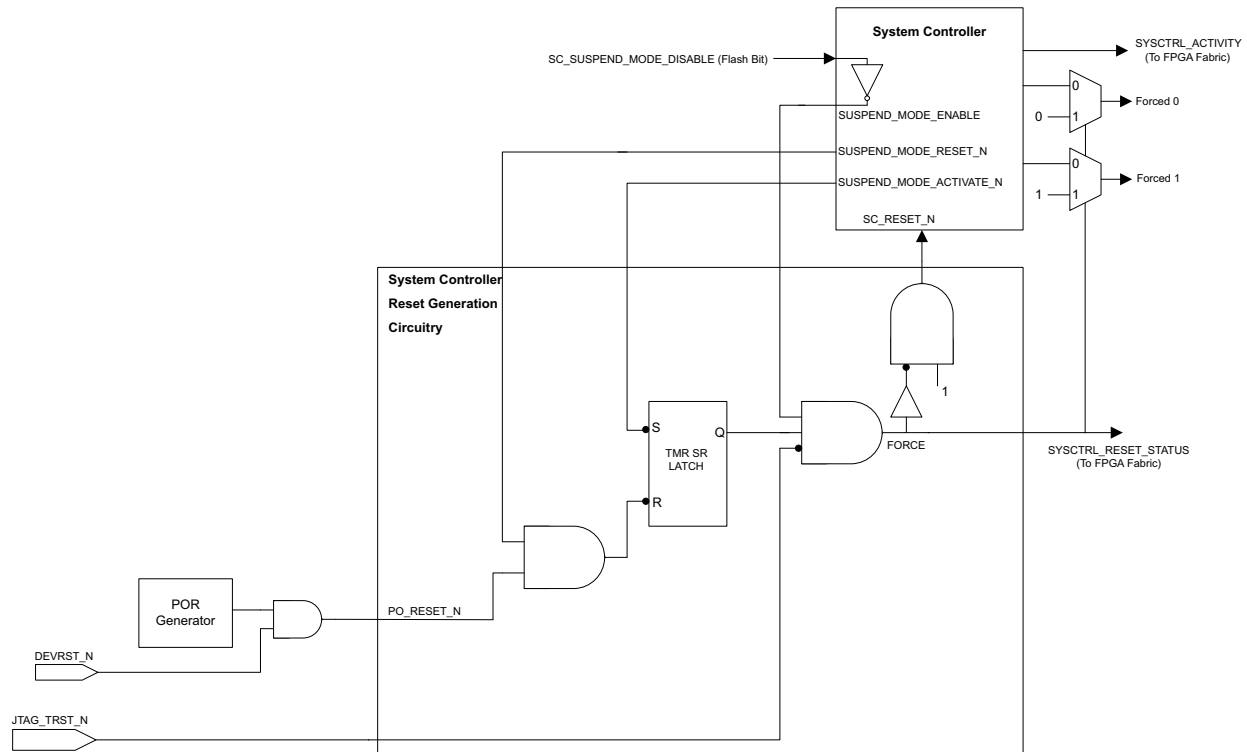 System Controller
SYSCTRL_ACTIVITY
(To FPGA Fabric)
SC_SUSPEND_MODE_DISABLE (Flash Bit)
0
Forced 0
SUSPEND_MODE_ENABLE
0
1
SUSPEND_MODE_RESET_N
0
Forced 1
SUSPEND_MODE_ACTIVATE_N
1
1
SC_RESET_N
System Controller
Reset Generation
Circuitry
1
S
Q
TMR SR
LATCH
FORCE
SYSCTRL_RESET_STATUS
(To FPGA Fabric)
R
POR
Generator
PO_RESET_N
DEVRST_N
JTAG_TRST_N